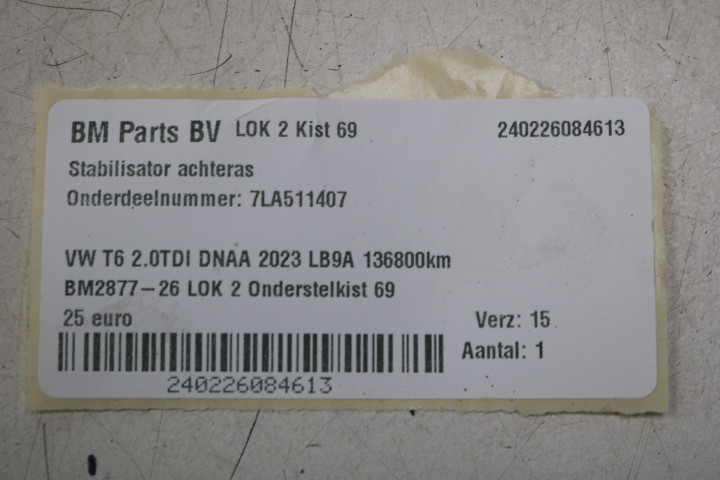 BM Parts BV LOK 2 Kist 69 240226084613
Stabilisator achteras
Onderdeelnummer: 7LA511407
VW T6 2.0TDI DNAA 2023 LB9A 136800km
BM2877-26 LOK 2 Onderstelkist 69
25 euro Verz: 15
Aantal: 1
240226084613